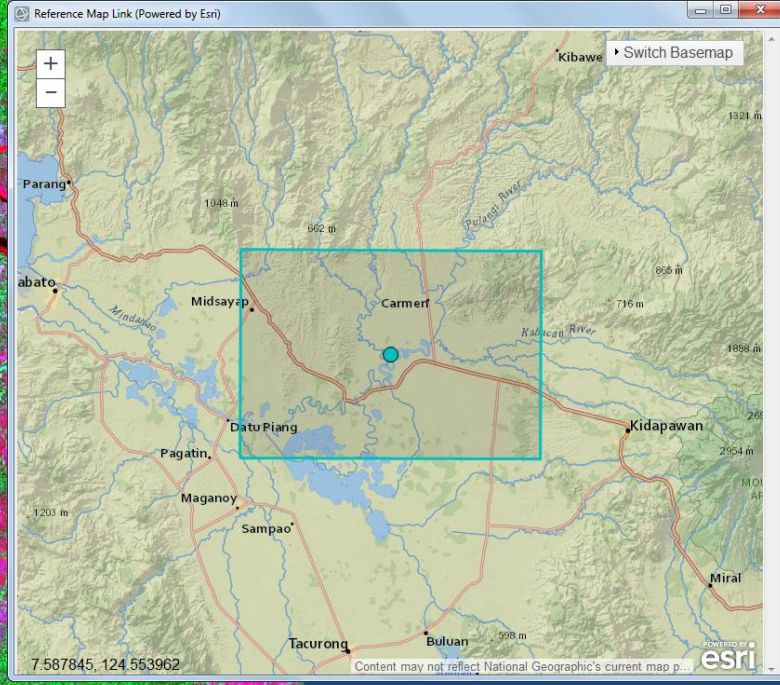 Reference Map Link (Powered by Esri)
+
−
Kibawe
Switch Basemap
1321 m
Parang
Pulangi River
1048 m
662 m
865 m
abato
Midsayap
Carmen
716 m
Mindanao
Kabacan River
1888 m
Datu Piang
Kidapawan
Pagatin
2954 m
Maganoy
1203 m
Sampao
Miral
Tacurong
Buluan
598 m
7.587845, 124.553962
Content may not reflect National Geographic's current map p...
POWERED BY
esri